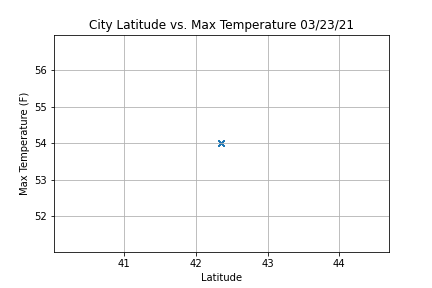 City Latitude vs. Max Temperature 03/23/21
Max Temperature (F)
56
55
54
53
52
41 42 43 44
Latitude